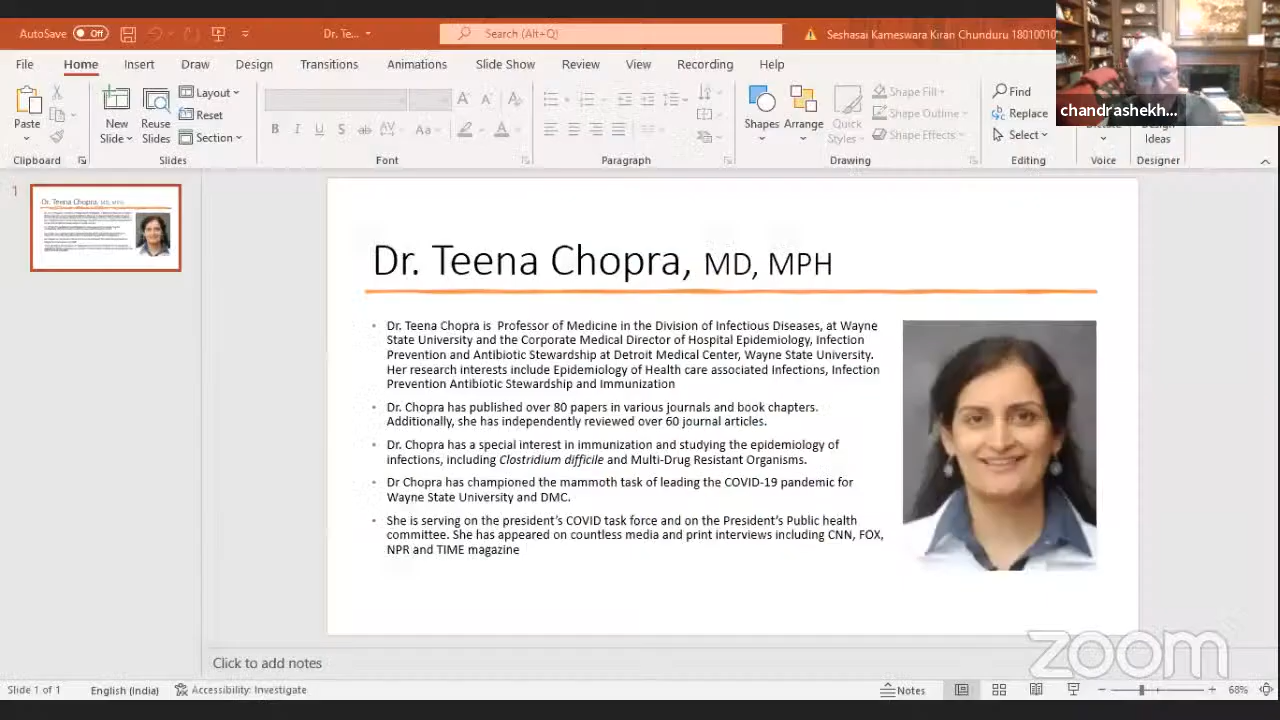 AutoSave Off Dr. Te... Search (Alt+Q) Seshasai Kameswara Kiran Chunduru 18010010
File Home Insert Draw Design Transitions Animations Slide Show Review View Recording Help
chandrashekh...
Paste New Slide Reuse Slides Layout Reset Section
B I U S ab AV Aa A A
Shapes Arrange Quick Styles Shape Fill Shape Outline Shape Effects
Find Replace Select
Dictate Design Ideas
Clipboard Slides Font Paragraph Drawing Editing Voice Designer
1
Dr. Teena Chopra, MD, MPH
Dr. Teena Chopra, MD, MPH
• Dr. Teena Chopra is Professor of Medicine in the Division of Infectious Diseases, at Wayne
State University and the Corporate Medical Director of Hospital Epidemiology, Infection
Prevention and Antibiotic Stewardship at Detroit Medical Center, Wayne State University.
Her research interests include Epidemiology of Health care associated Infections, Infection
Prevention Antibiotic Stewardship and Immunization
• Dr. Chopra has published over 80 papers in various journals and book chapters.
Additionally, she has independently reviewed over 60 journal articles.
• Dr. Chopra has a special interest in immunization and studying the epidemiology of
infections, including Clostridium difficile and Multi-Drug Resistant Organisms.
• Dr Chopra has championed the mammoth task of leading the COVID-19 pandemic for
Wayne State University and DMC.
• She is serving on the president's COVID task force and on the President's Public health
committee. She has appeared on countless media and print interviews including CNN, FOX,
NPR and TIME magazine
zoom
Click to add notes
Slide 1 of 1 English (India) Accessibility: Investigate Notes 68%